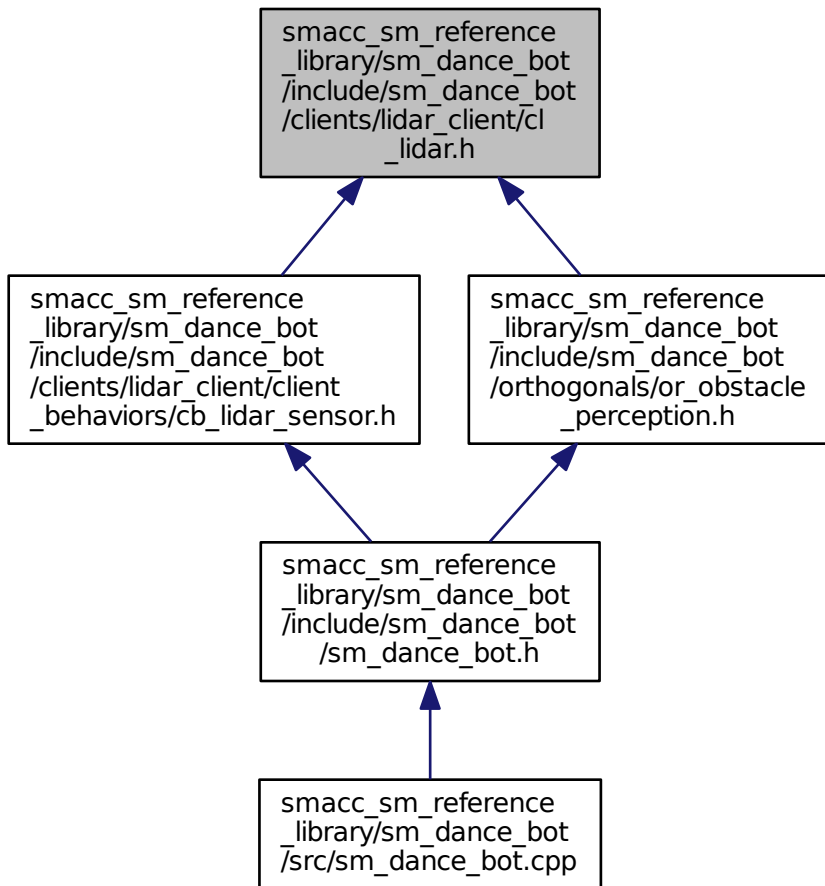 smacc_sm_reference
_library/sm_dance_bot
/include/sm_dance_bot
/clients/lidar_client/cl
_lidar.h
smacc_sm_reference
_library/sm_dance_bot
/include/sm_dance_bot
/clients/lidar_client/client
_behaviors/cb_lidar_sensor.h
smacc_sm_reference
_library/sm_dance_bot
/include/sm_dance_bot
/orthogonals/or_obstacle
_perception.h
smacc_sm_reference
_library/sm_dance_bot
/include/sm_dance_bot
/sm_dance_bot.h
smacc_sm_reference
_library/sm_dance_bot
/src/sm_dance_bot.cpp